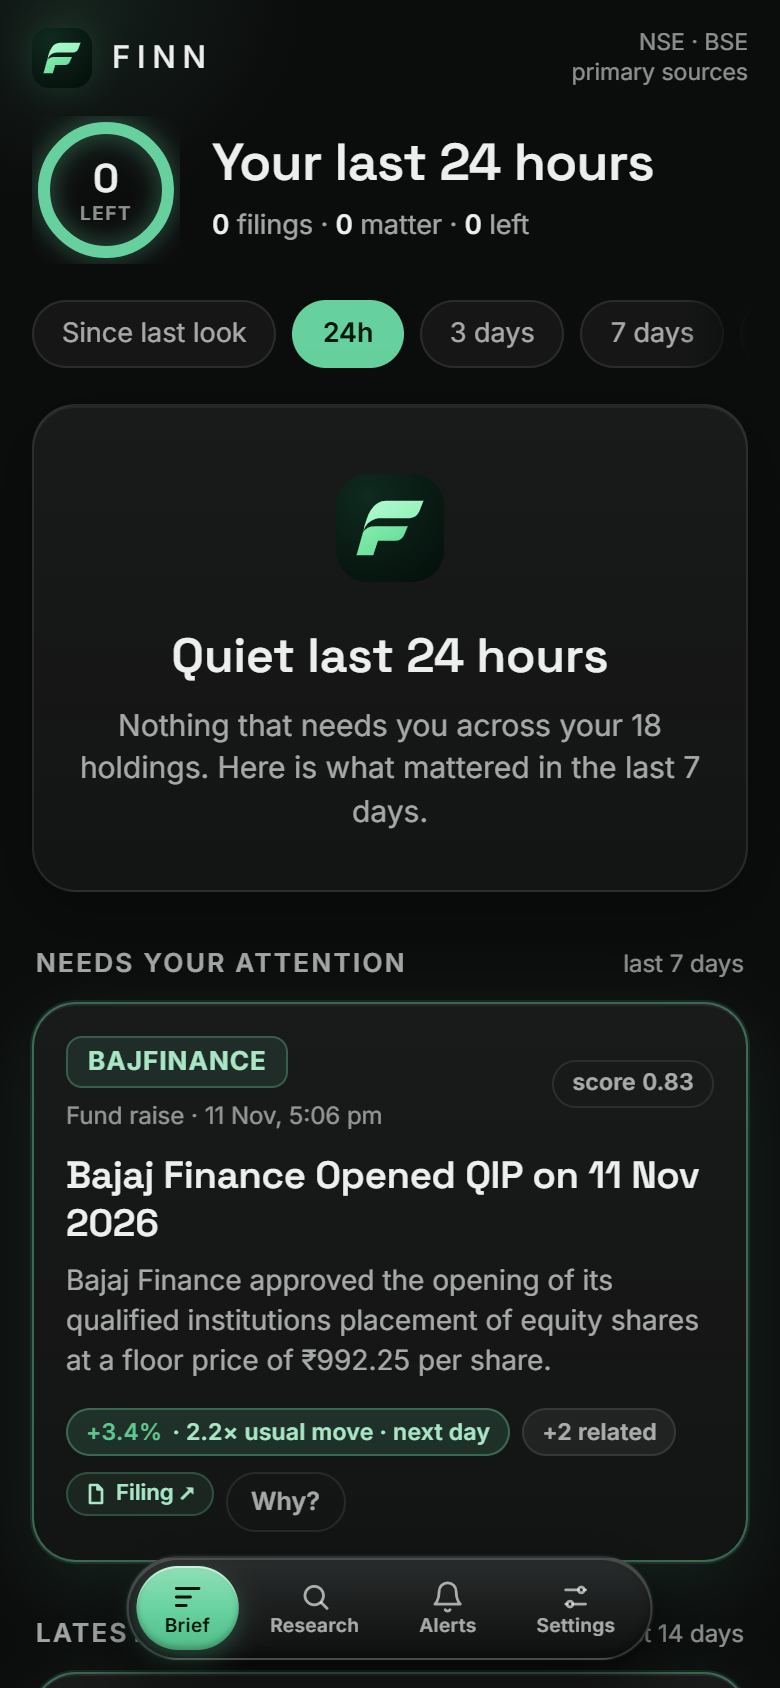 FINN
NSE · BSE
primary sources
0
LEFT
Your last 24 hours
0 filings · 0 matter · 0 left
Since last look
24h
3 days
7 days
Quiet last 24 hours
Nothing that needs you across your 18
holdings. Here is what mattered in the last 7
days.
NEEDS YOUR ATTENTION
last 7 days
BAJFINANCE
score 0.83
Fund raise · 11 Nov, 5:06 pm
Bajaj Finance Opened QIP on 11 Nov
2026
Bajaj Finance approved the opening of its
qualified institutions placement of equity shares
at a floor price of ₹992.25 per share.
+3.4% · 2.2× usual move · next day
+2 related
Filing ↗
Why?
LATES
14 days
Brief
Research
Alerts
Settings